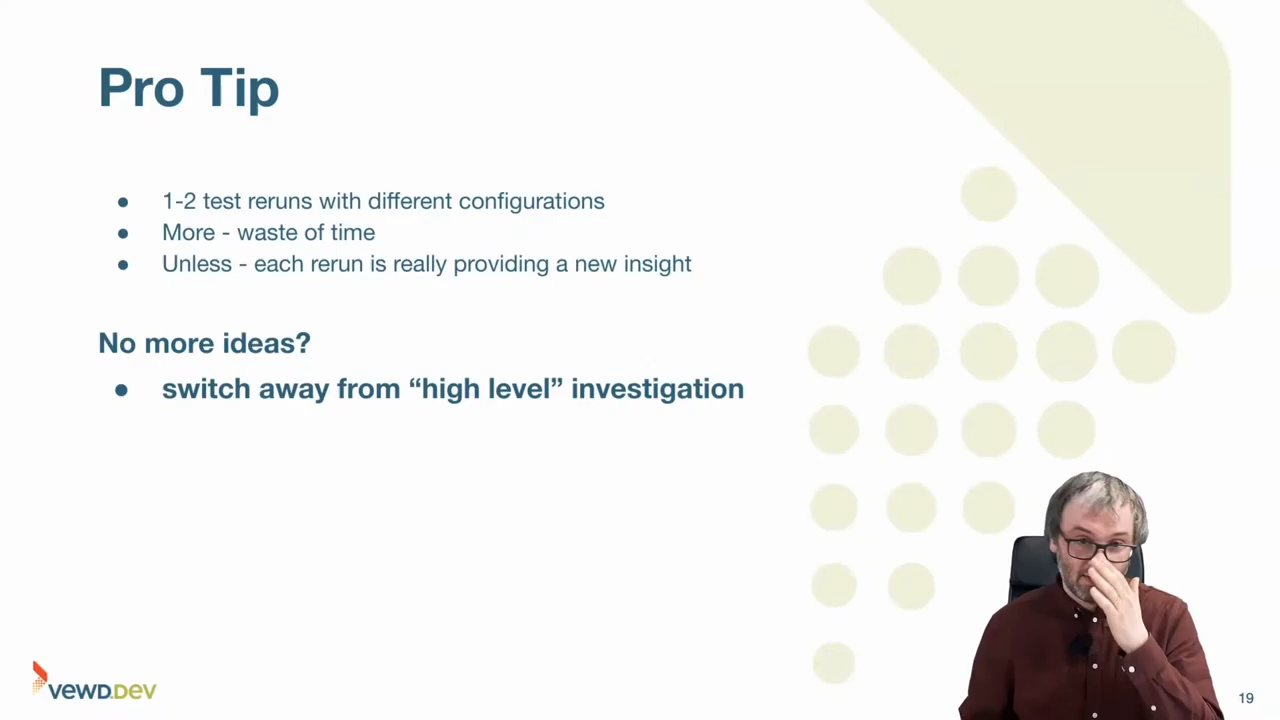 Pro Tip
● 1-2 test reruns with different configurations
● More - waste of time
● Unless - each rerun is really providing a new insight
No more ideas?
● switch away from “high level” investigation
VEWD.DEV
19